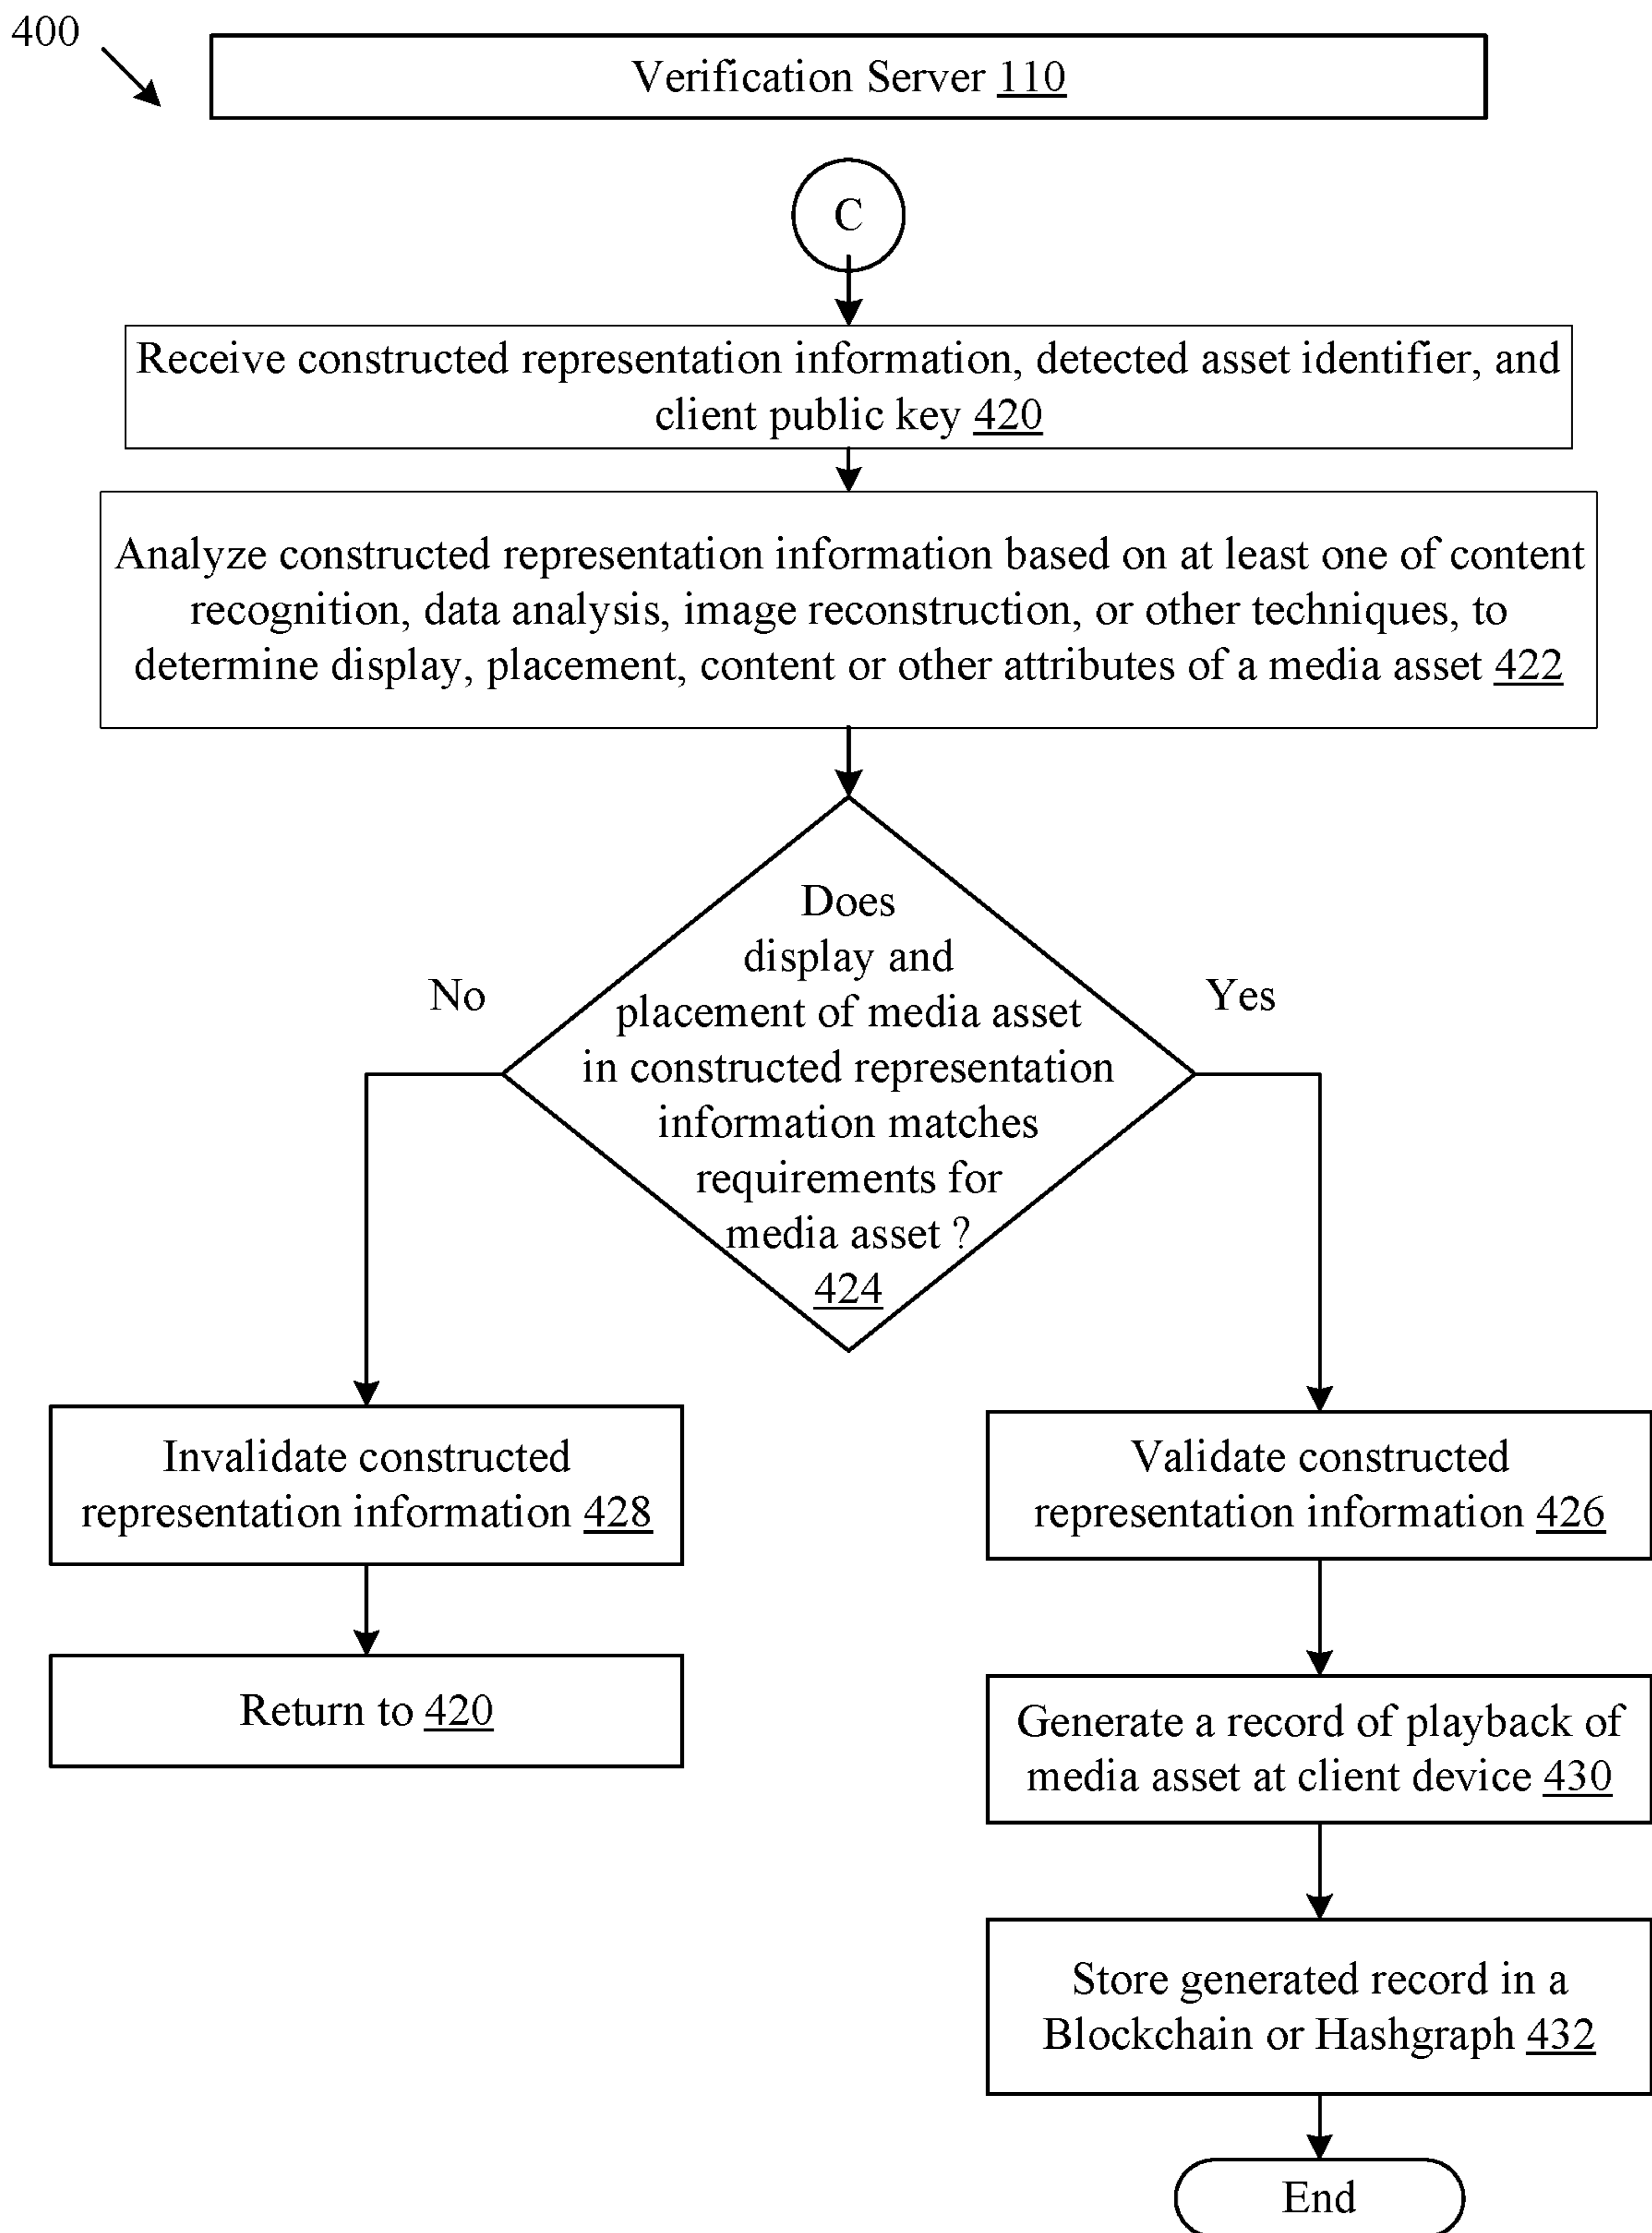 400
Verification Server 110
C
Receive constructed representation information, detected asset identifier, and
client public key 420
Analyze constructed representation information based on at least one of content
recognition, data analysis, image reconstruction, or other techniques, to
determine display, placement, content or other attributes of a media asset 422
Does
display and
placement of media asset
in constructed representation
information matches
requirements for
media asset ?
424
No
Yes
Invalidate constructed
representation information 428
Return to 420
Validate constructed
representation information 426
Generate a record of playback of
media asset at client device 430
Store generated record in a
Blockchain or Hashgraph 432
End